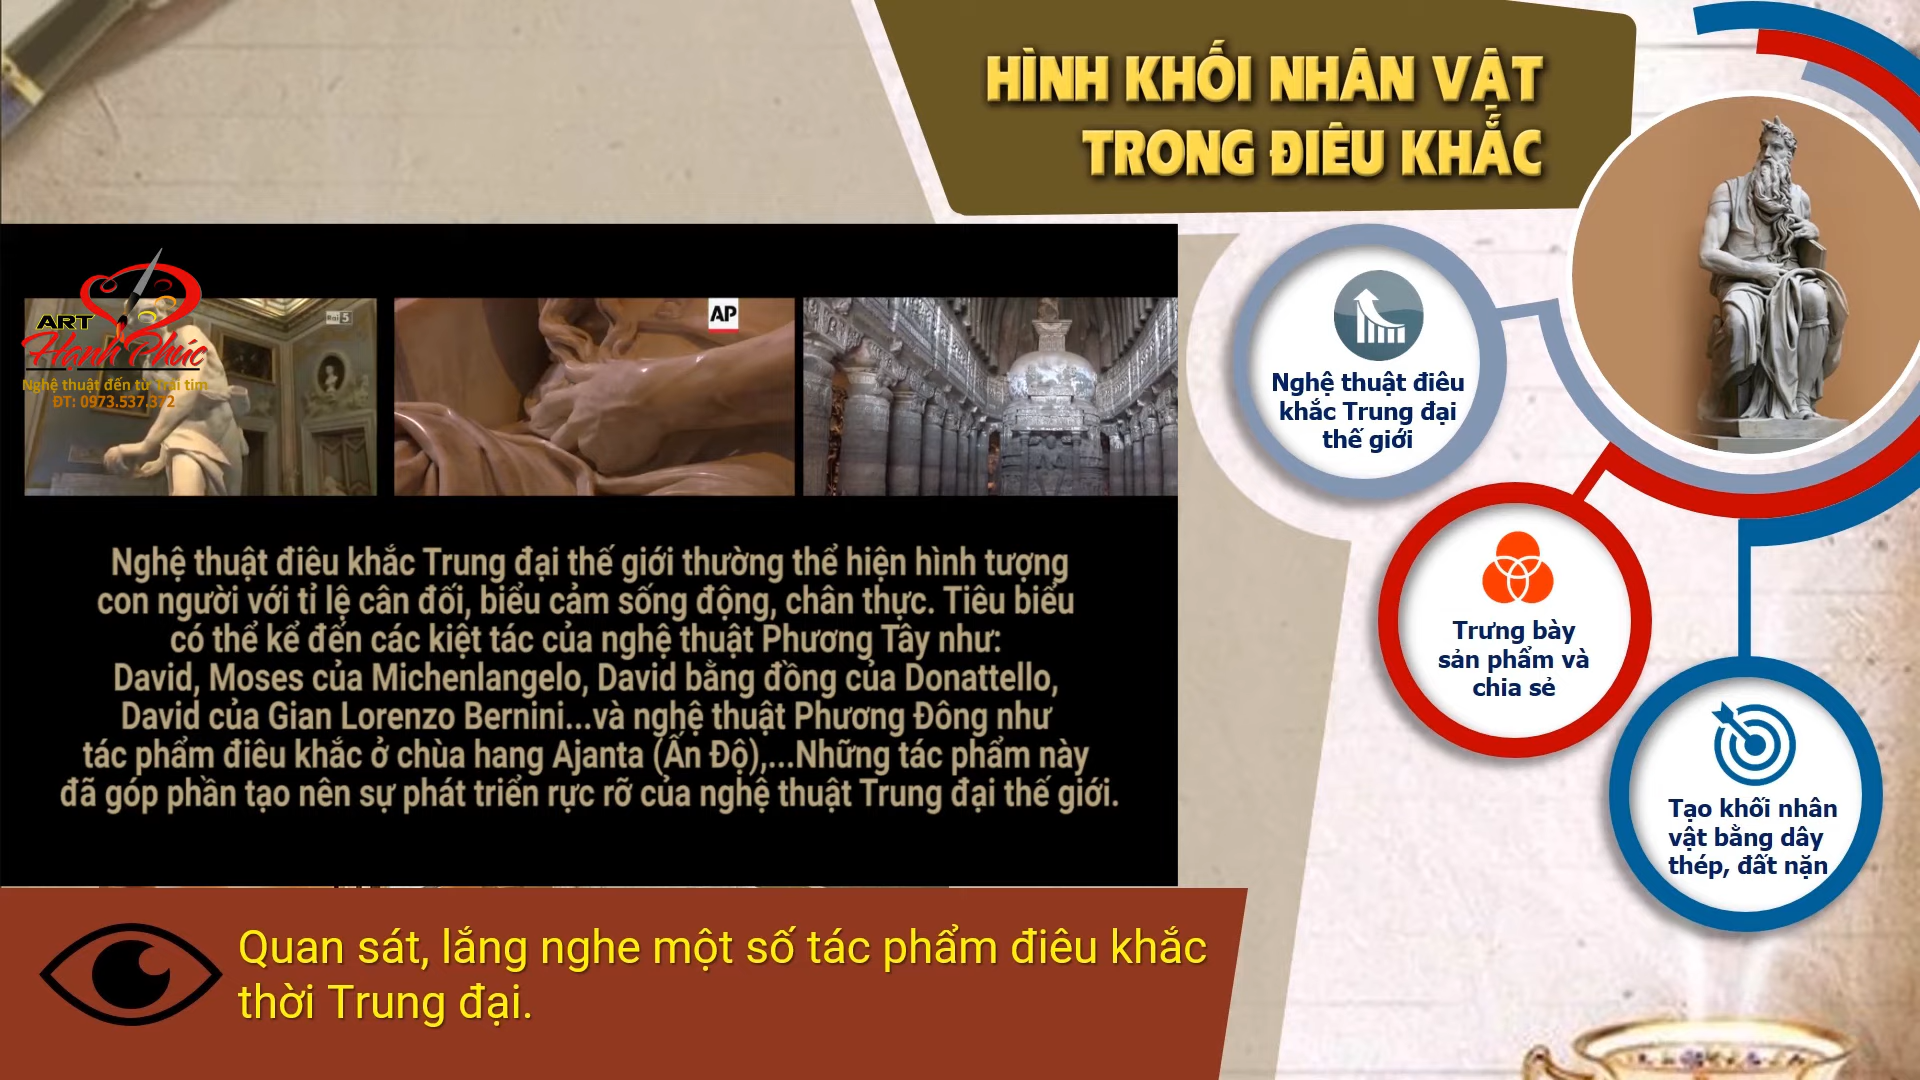 HÌNH KHỐI NHÂN VẬT
TRONG ĐIÊU KHẮC
ART
Hạnh Phúc
Nghệ thuật đến từ Trái tim
ĐT: 0973.537.372
Rai 5
AP
Nghệ thuật điêu khắc Trung đại thế giới thường thể hiện hình tượng
con người với tỉ lệ cân đối, biểu cảm sống động, chân thực. Tiêu biểu
có thể kể đến các kiệt tác của nghệ thuật Phương Tây như:
David, Moses của Michenlangelo, David bằng đồng của Donattello,
David của Gian Lorenzo Bernini...và nghệ thuật Phương Đông như
tác phẩm điêu khắc ở chùa hang Ajanta (Ấn Độ),...Những tác phẩm này
đã góp phần tạo nên sự phát triển rực rỡ của nghệ thuật Trung đại thế giới.
Nghệ thuật điêu
khắc Trung đại
thế giới
Trưng bày
sản phẩm và
chia sẻ
Tạo khối nhân
vật bằng dây
thép, đất nặn
Quan sát, lắng nghe một số tác phẩm điêu khắc
thời Trung đại.